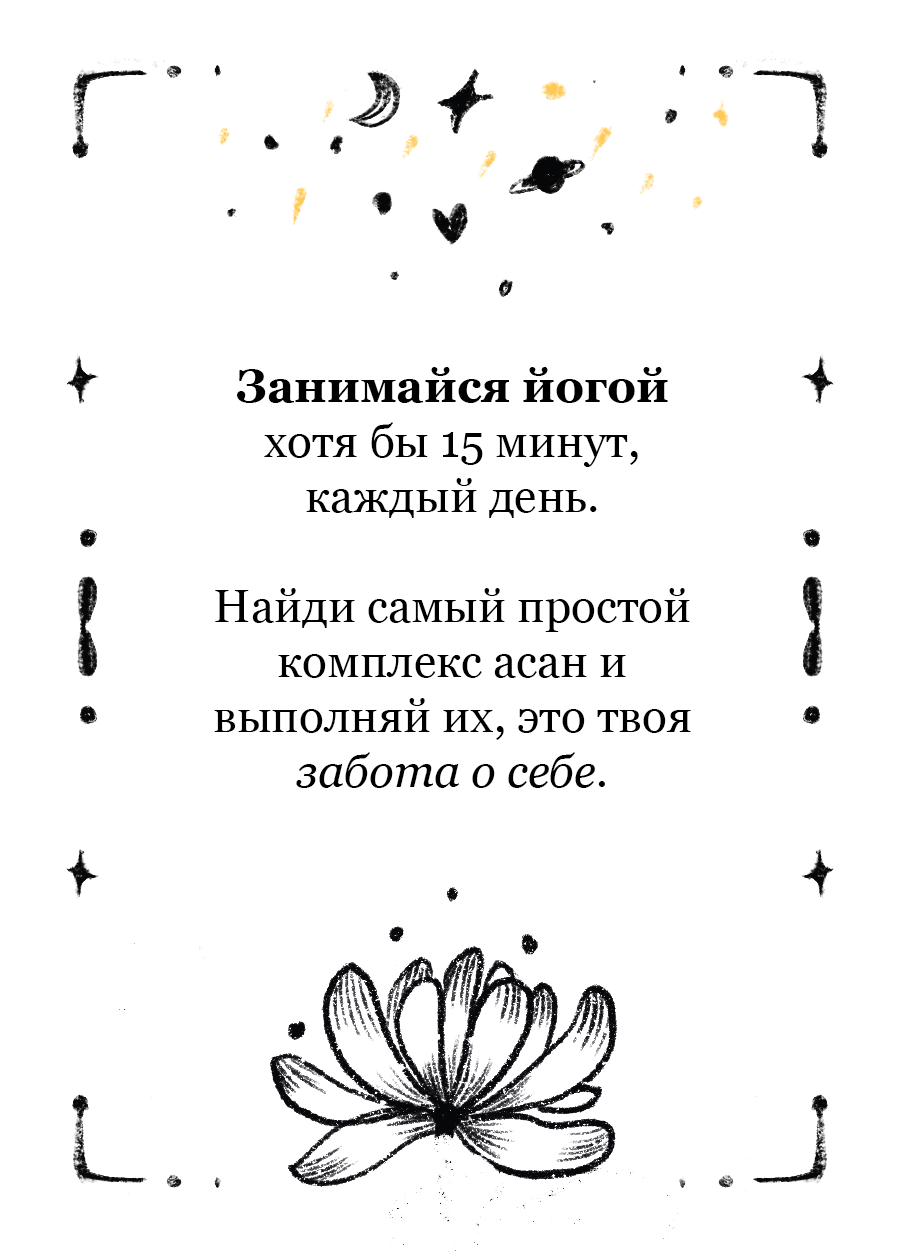 Занимайся йогой
хотя бы 15 минут,
каждый день.
Найди самый простой
комплекс асан и
выполняй их, это твоя
забота о себе.